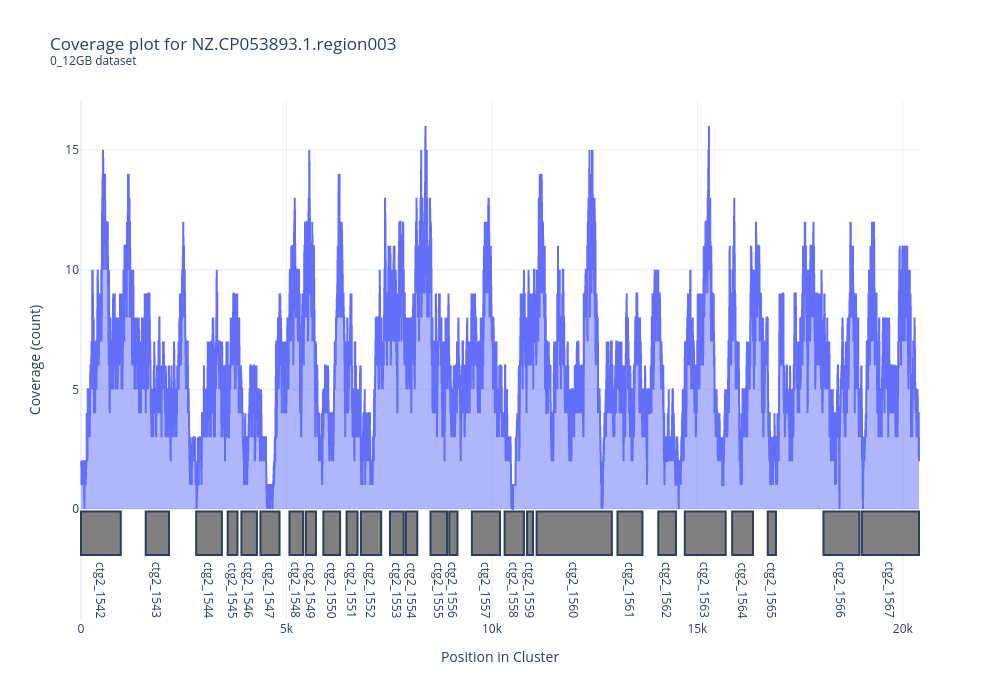 Coverage plot for NZ.CP053893.1.region003
0_12GB dataset
Coverage (count)
15
10
5
0
ctg2_1542
ctg2_1543
ctg2_1544
ctg2_1545
ctg2_1546
ctg2_1547
ctg2_1548
ctg2_1549
ctg2_1550
ctg2_1551
ctg2_1552
ctg2_1553
ctg2_1554
ctg2_1555
ctg2_1556
ctg2_1557
ctg2_1558
ctg2_1559
ctg2_1560
ctg2_1561
ctg2_1562
ctg2_1563
ctg2_1564
ctg2_1565
ctg2_1566
ctg2_1567
0
5k
10k
15k
20k
Position in Cluster